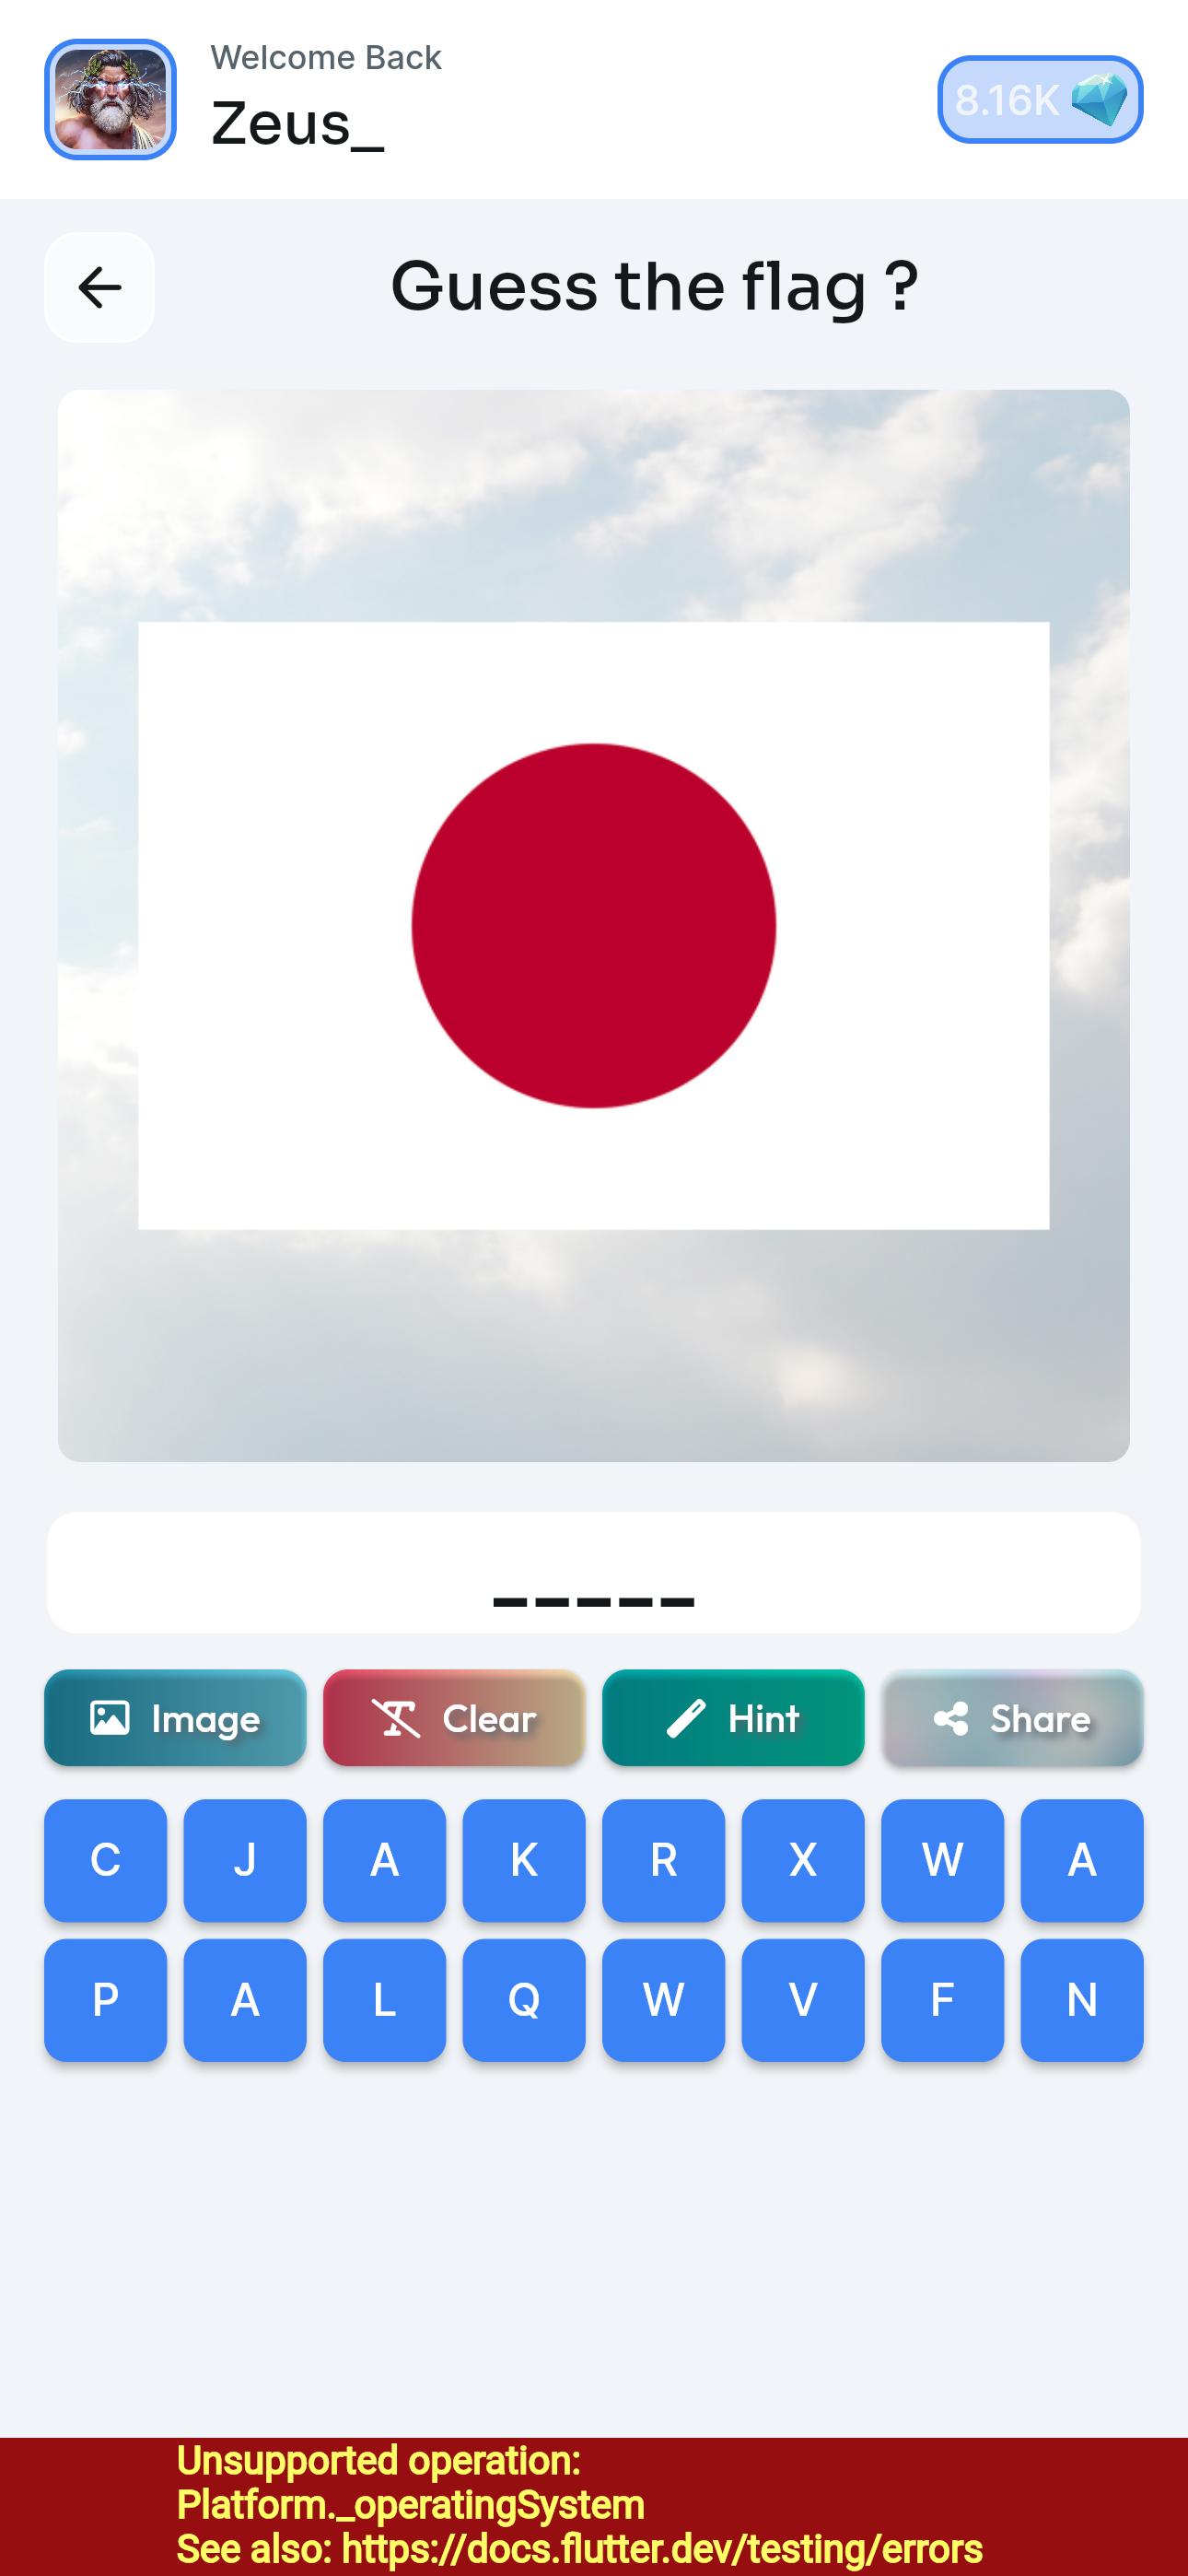 Welcome Back
Zeus_
8.16K
Guess the flag ?
_____
Image Clear Hint Share
C J A K R X W A
P A L Q W V F N
Unsupported operation:
Platform._operatingSystem
See also: https://docs.flutter.dev/testing/errors